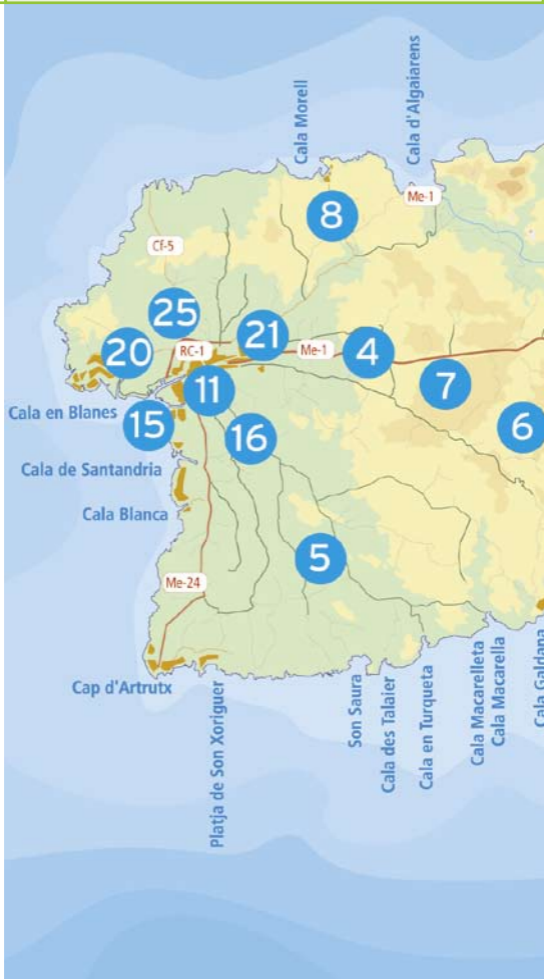 Cala Morell
Cala d'Algaiarens
8
Me-1
Cf-5
25
21
20
RC-1
Me-1
4
7
11
Cala en Blanes
15
16
6
Cala de Santandria
Cala Blanca
5
Me-24
Cap d'Artrutx
Platja de Son Xoriguer
Son Saura
Cala des Talaier
Cala en Turqueta
Cala Macarelleta
Cala Macarella
Cala Galdana